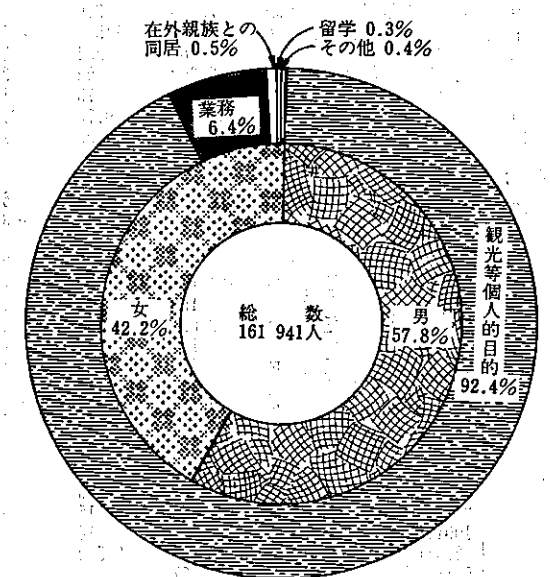 在外親族との
同居 0.5%
留学 0.3%
その他 0.4%
業務
6.4%
観光等個人的目的
92.4%
女
42.2%
総数
161 941人
男
57.8%